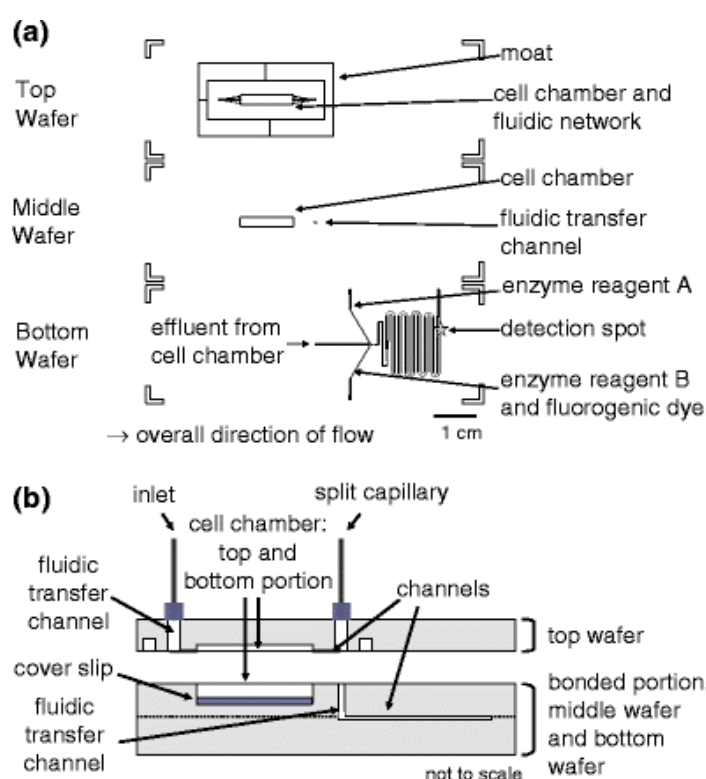 (a)
Top
Wafer
moat
cell chamber and
fluidic network
Middle
Wafer
cell chamber
fluidic transfer
channel
Bottom
Wafer
effluent from
cell chamber
enzyme reagent A
detection spot
enzyme reagent B
and fluorogenic dye
→ overall direction of flow
1 cm
(b)
inlet
split capillary
cell chamber:
top and
bottom portion
fluidic
transfer
channel
channels
top wafer
cover slip
fluidic
transfer
channel
bonded portion:
middle wafer
and bottom
wafer
not to scale